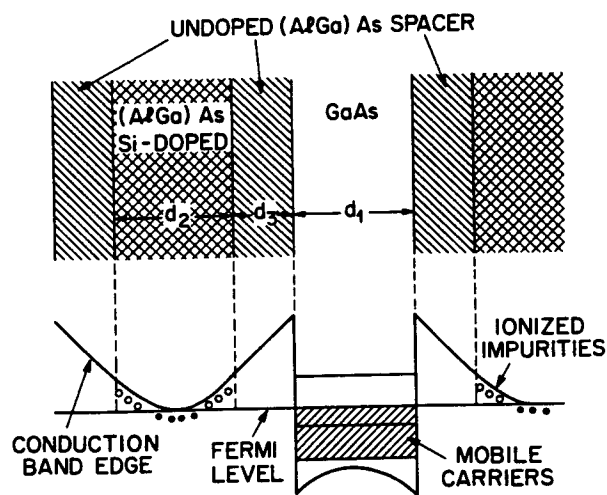 UNDOPED (AlGa) As SPACER
(AlGa) As
Si-DOPED
GaAs
d₂
d₃
d₁
IONIZED
IMPURITIES
CONDUCTION
BAND EDGE
FERMI
LEVEL
MOBILE
CARRIERS